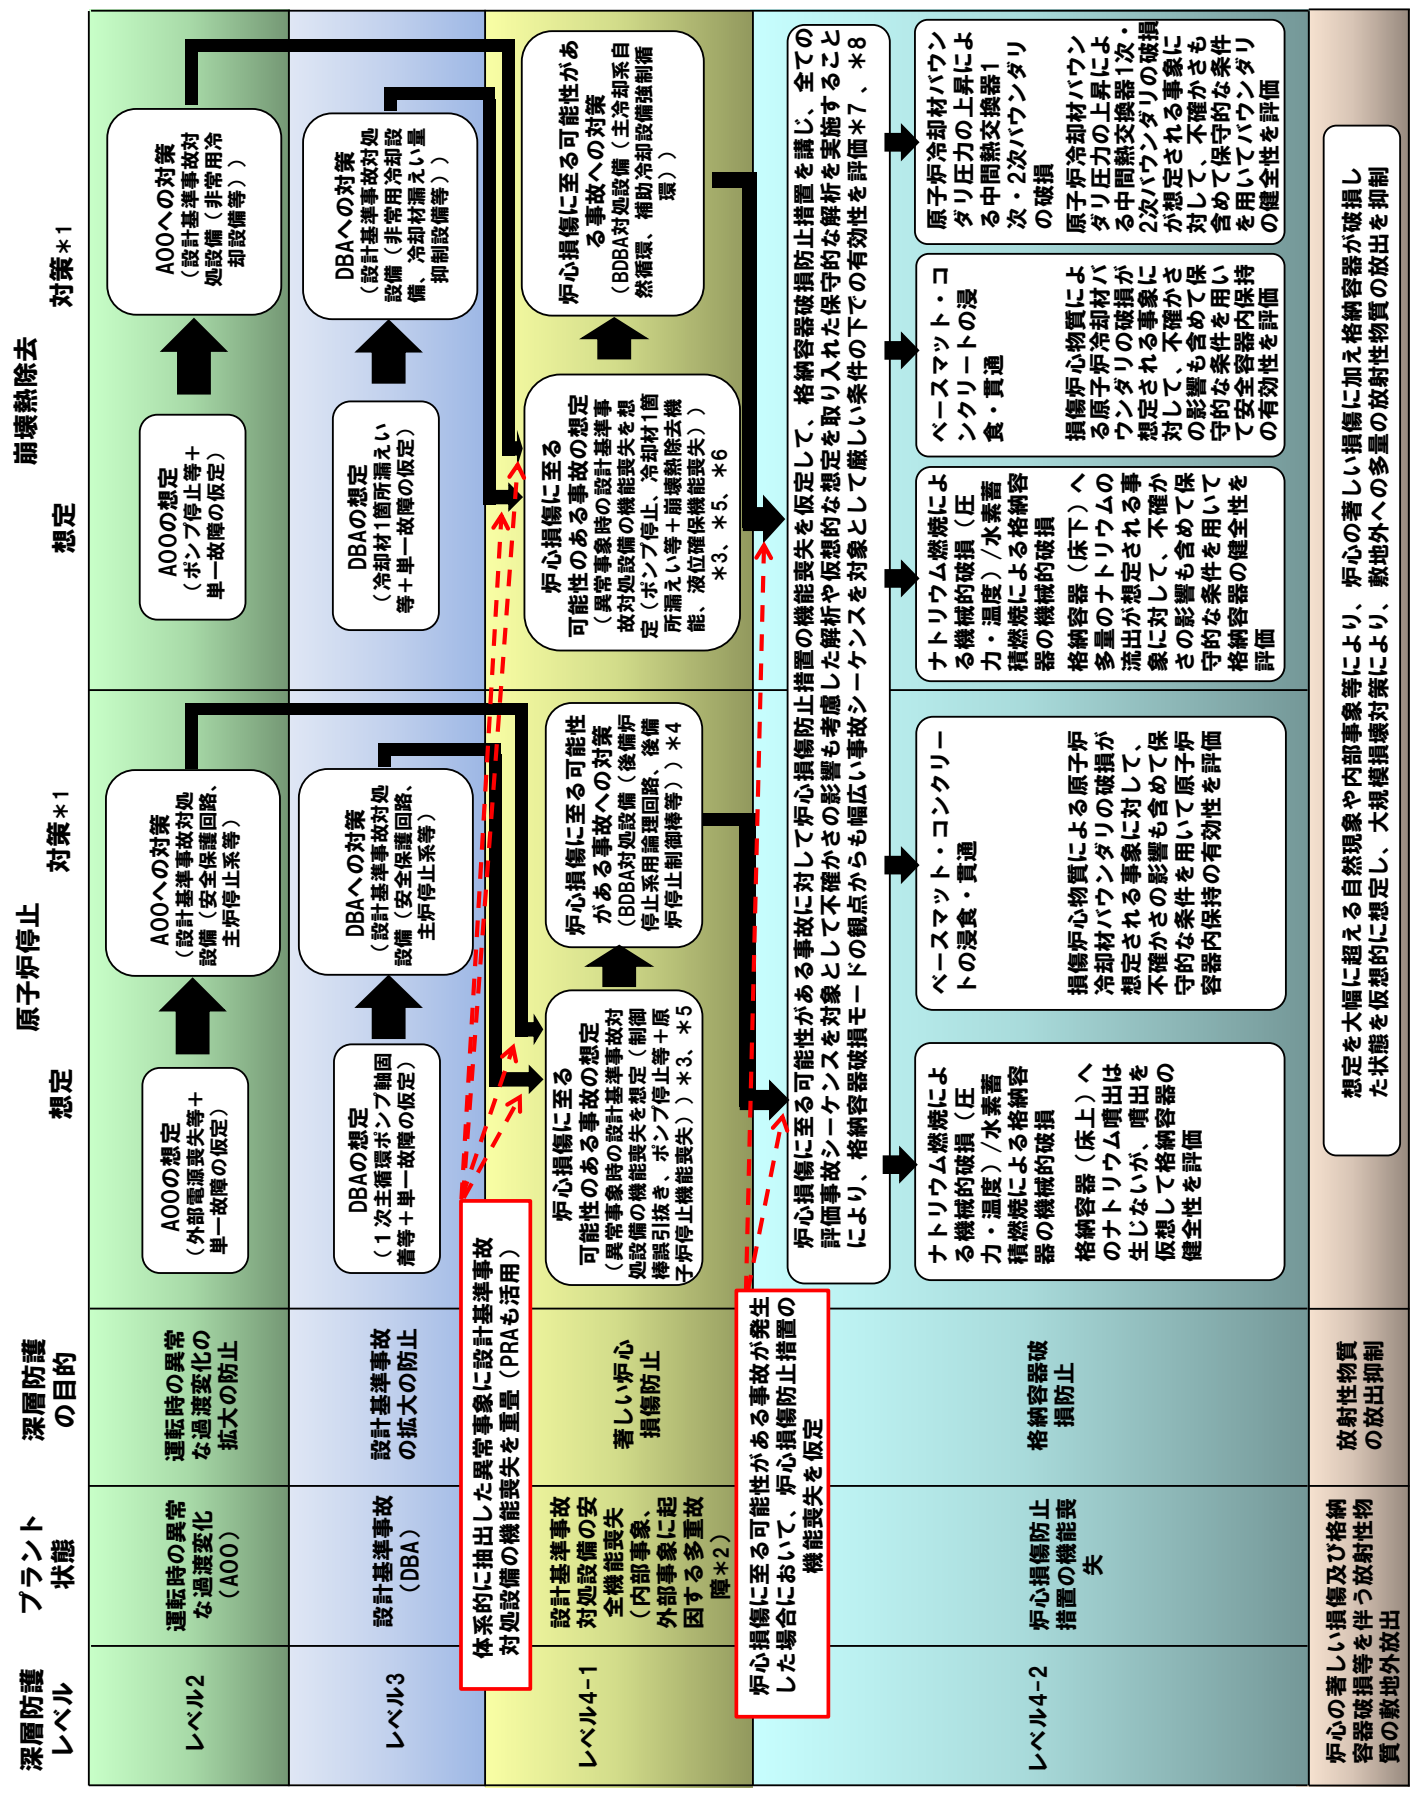 深層防護
レベル
プラント
状態
深層防護
の目的
原子炉停止
想定
対策＊1
崩壊熱除去
想定
対策＊1
レベル2
運転時の異常
な過渡変化
（AOO）
運転時の異常
な過渡変化の
拡大の防止
AOOの想定
（外部電源喪失等＋
単一故障の仮定）
AOOへの対策
（設計基準事故対処
設備（安全保護回路、
主炉停止系等）
AOOの想定
（ポンプ停止等＋
単一故障の仮定）
AOOへの対策
（設計基準事故対
処設備（非常用冷
却設備等））
レベル3
設計基準事故
（DBA）
設計基準事故
の拡大の防止
DBAの想定
（１次主循環ポンプ軸固
着等＋単一故障の仮定）
DBAへの対策
（設計基準事故対処
設備（安全保護回路、
主炉停止系等）
DBAの想定
（冷却材1箇所漏えい
等＋単一故障の仮定）
DBAへの対策
（設計基準事故対処
設備（非常用冷却設
備、冷却材漏えい量
抑制設備等））
体系的に抽出した異常事象に設計基準事故
対処設備の機能喪失を重畳（PRAも活用）
レベル4-1
設計基準事故
対処設備の安
全機能喪失
（内部事象、
外部事象に起
因する多重故
障＊2）
著しい炉心
損傷防止
炉心損傷に至る
可能性のある事故の想定
（異常事象時の設計基準事故対
処設備の機能喪失を想定（制御
棒誤引抜き、ポンプ停止等＋原
子炉停止機能喪失））＊3、＊5
炉心損傷に至る可能性
がある事故への対策
（BDBA対処設備（後備炉
停止系用論理回路、後備
炉停止制御棒等））＊4
炉心損傷に至る
可能性のある事故の想定
（異常事象時の設計基準事
故対処設備の機能喪失を想
定（ポンプ停止、冷却材1箇
所漏えい等＋崩壊熱除去機
能、液位確保機能喪失））
＊3、＊5、＊6
炉心損傷に至る可能性があ
る事故への対策
（BDBA対処設備（主冷却系自
然循環、補助冷却設備強制循
環））
炉心損傷に至る可能性がある事故が発生
した場合において、炉心損傷防止措置の
機能喪失を仮定
レベル4-2
炉心損傷防止
措置の機能喪
失
格納容器破
損防止
炉心損傷に至る可能性がある事故に対して炉心損傷防止措置の機能喪失を仮定して、格納容器破損防止措置を講じ、全ての
評価事故シーケンスを対象として不確かさの影響も考慮した解析や仮想的な想定を取り入れた保守的な解析を実施すること
により、格納容器破損モードの観点からも幅広い事故シーケンスを対象として厳しい条件の下での有効性を評価＊7、＊8
ナトリウム燃焼によ
る機械的破損（圧
力・温度）/水素蓄
積燃焼による格納容
器の機械的破損
格納容器（床上）へ
のナトリウム噴出は
生じないが、噴出を
仮想して格納容器の
健全性を評価
ベースマット・コンクリー
トの浸食・貫通
損傷炉心物質による原子炉
冷却材バウンダリの破損が
想定される事象に対して、
不確かさの影響も含めて保
守的な条件を用いて原子炉
容器内保持の有効性を評価
ナトリウム燃焼によ
る機械的破損（圧
力・温度）/水素蓄
積燃焼による格納容
器の機械的破損
格納容器（床下）へ
多量のナトリウムの
流出が想定される事
象に対して、不確か
さの影響も含めて保
守的な条件を用いて
格納容器の健全性を
評価
ベースマット・コ
ンクリートの浸
食・貫通
損傷炉心物質によ
る原子炉冷却材バ
ウンダリの破損が
想定される事象に
対して、不確かさ
の影響も含めて保
守的な条件を用い
て安全容器内保持
の有効性を評価
原子炉冷却材バウン
ダリ圧力の上昇によ
る中間熱交換器1
次・2次バウンダリ
の破損
原子炉冷却材バウン
ダリ圧力の上昇によ
る中間熱交換器1次・
2次バウンダリの破損
が想定される事象に
対して、不確かさも
含めて保守的な条件
を用いてバウンダリ
の健全性を評価
炉心の著しい損傷及び格納
容器破損等を伴う放射性物
質の敷地外放出
放射性物質
の放出抑制
想定を大幅に超える自然現象や内部事象等により、炉心の著しい損傷に加え格納容器が破損し
た状態を仮想的に想定し、大規模損壊対策により、敷地外への多量の放射性物質の放出を抑制